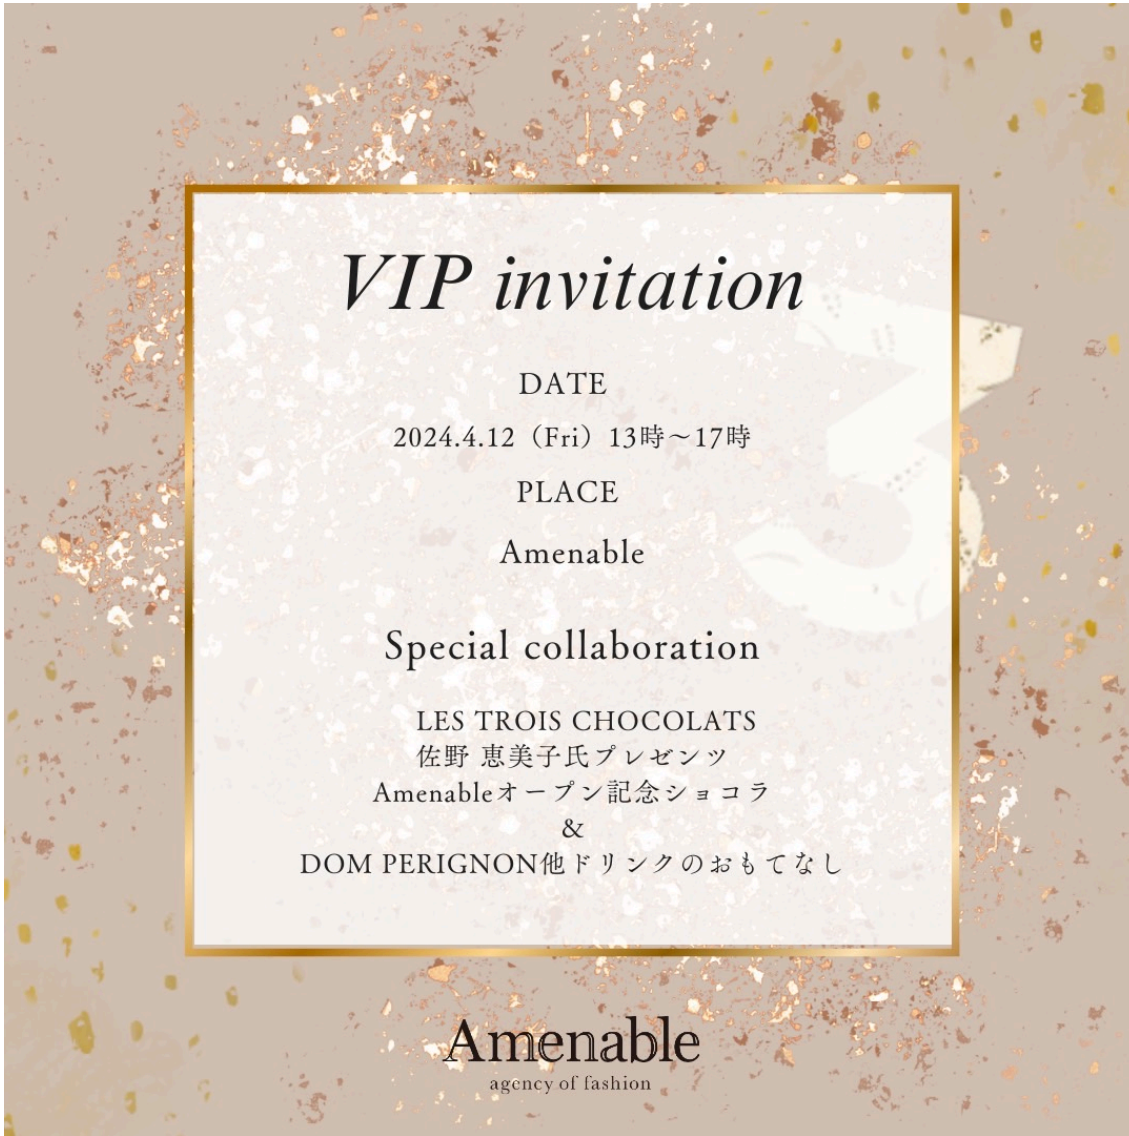 VIP invitation
DATE
2024.4.12（Fri）13時〜17時
PLACE
Amenable
Special collaboration
LES TROIS CHOCOLATS
佐野 恵美子氏プレゼンツ
Amenableオープン記念ショコラ
&
DOM PERIGNON他ドリンクのおもてなし
3
Amenable
agency of fashion